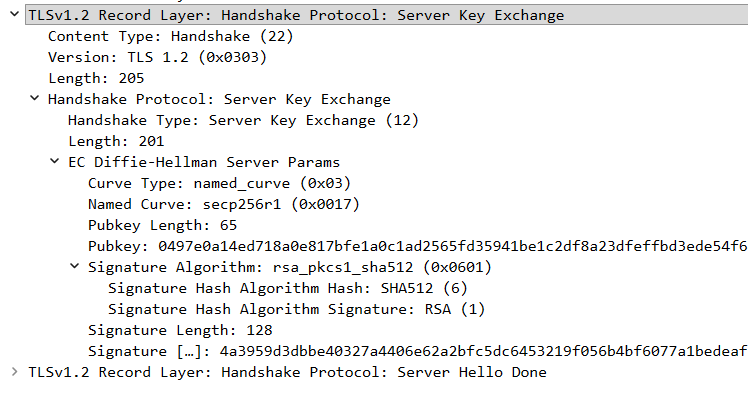 TLSv1.2 Record Layer: Handshake Protocol: Server Key Exchange
Content Type: Handshake (22)
Version: TLS 1.2 (0x0303)
Length: 205
Handshake Protocol: Server Key Exchange
Handshake Type: Server Key Exchange (12)
Length: 201
EC Diffie-Hellman Server Params
Curve Type: named_curve (0x03)
Named Curve: secp256r1 (0x0017)
Pubkey Length: 65
Pubkey: 0497e0a14ed718a0e817bfe1a0c1ad2565fd35941be1c2df8a23dfeffbd3ede54f6
Signature Algorithm: rsa_pkcs1_sha512 (0x0601)
Signature Hash Algorithm Hash: SHA512 (6)
Signature Hash Algorithm Signature: RSA (1)
Signature Length: 128
Signature […]: 4a3959d3dbbe40327a4406e62a2bfc5dc6453219f056b4bf6077a1bedeaf
TLSv1.2 Record Layer: Handshake Protocol: Server Hello Done